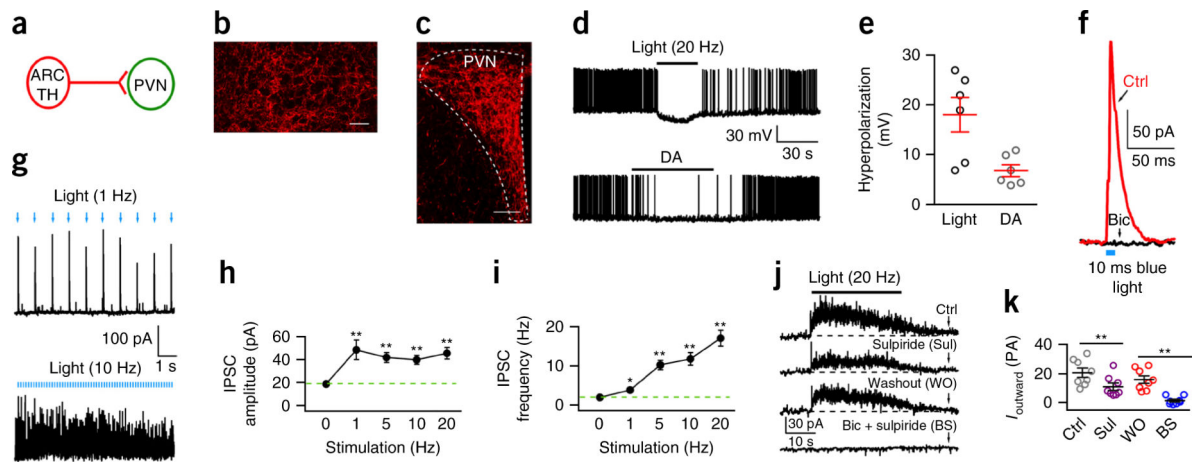 a
ARC
TH
PVN
b
c
PVN
d
Light (20 Hz)
30 mV
30 s
DA
e
Hyperpolarization
(mV)
30
20
10
0
Light
DA
f
Ctrl
50 pA
50 ms
Bic
10 ms blue
light
g
Light (1 Hz)
100 pA
1 s
Light (10 Hz)
h
IPSC
amplitude (pA)
60
40
20
0
0 1 5 10 20
** ** ** **
Stimulation (Hz)
i
IPSC
frequency (Hz)
20
10
0
0 1 5 10 20
* ** ** **
Stimulation (Hz)
j
Light (20 Hz)
Ctrl
Sulpiride (Sul)
Washout (WO)
Bic + sulpiride (BS)
30 pA
10 s
k
Ioutward (PA)
40
20
0
**
**
Ctrl
Sul
WO
BS